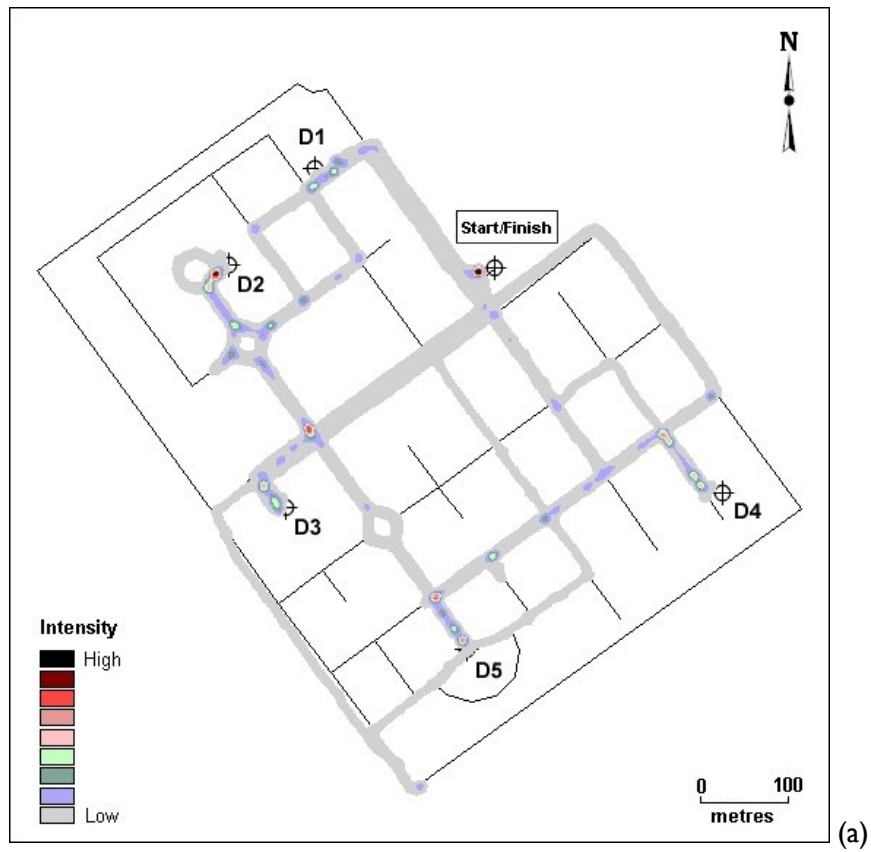 N
D1
Start/Finish
D2
D4
D3
Intensity
High
D5
0 100
metres
Low
(a)